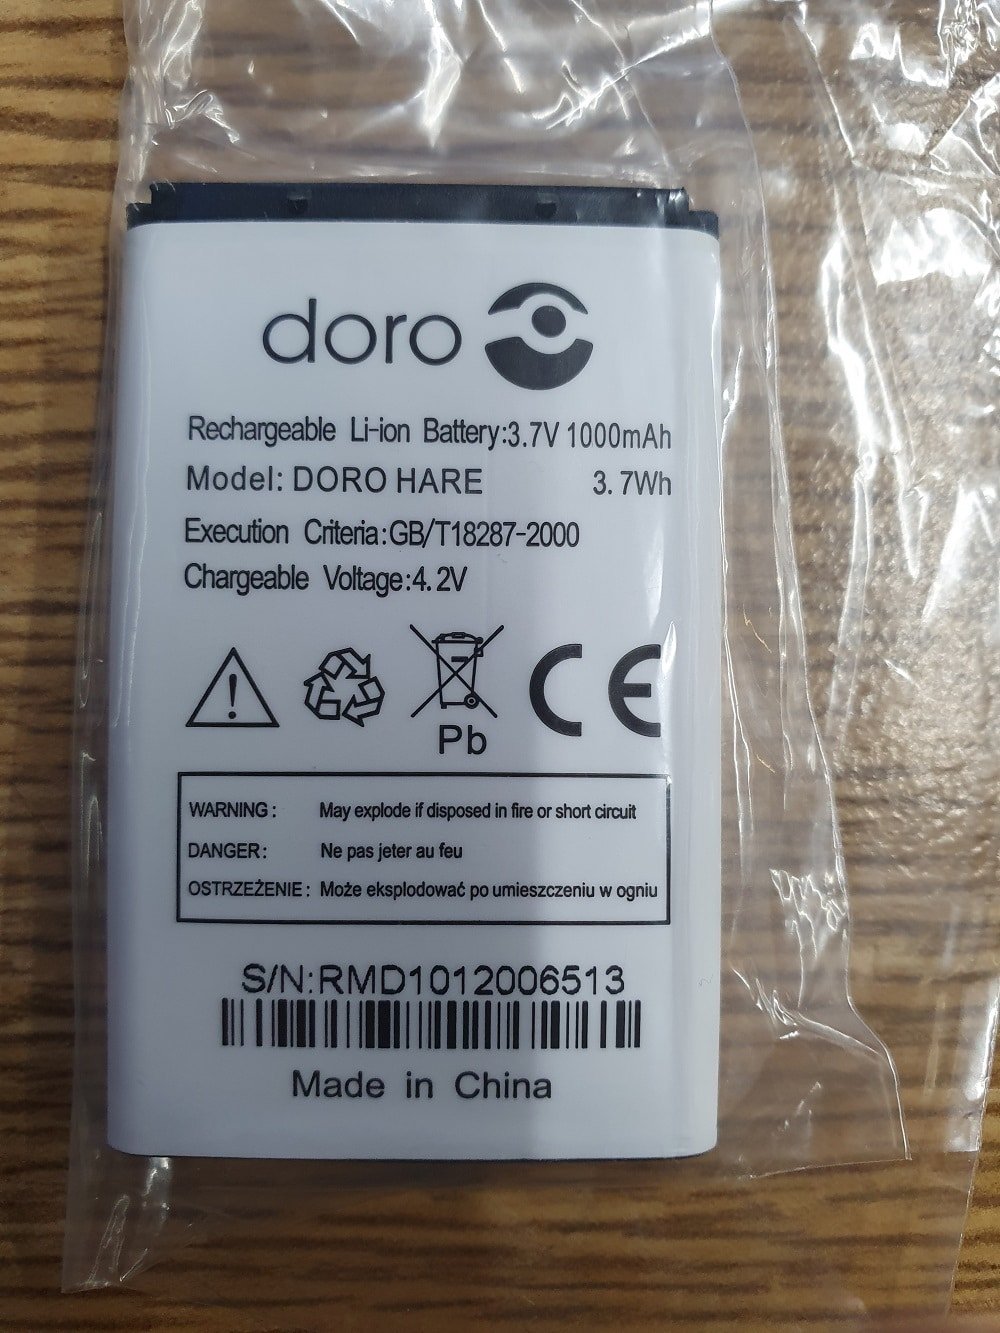 doro
Rechargeable Li-ion Battery:3.7V 1000mAh
Model: DORO HARE 3.7Wh
Execution Criteria:GB/T18287-2000
Chargeable Voltage:4.2V
Pb
CE
WARNING: May explode if disposed in fire or short circuit
DANGER: Ne pas jeter au feu
OSTRZEŻENIE: Może eksplodować po umieszczeniu w ogniu
S/N:RMD1012006513
Made in China